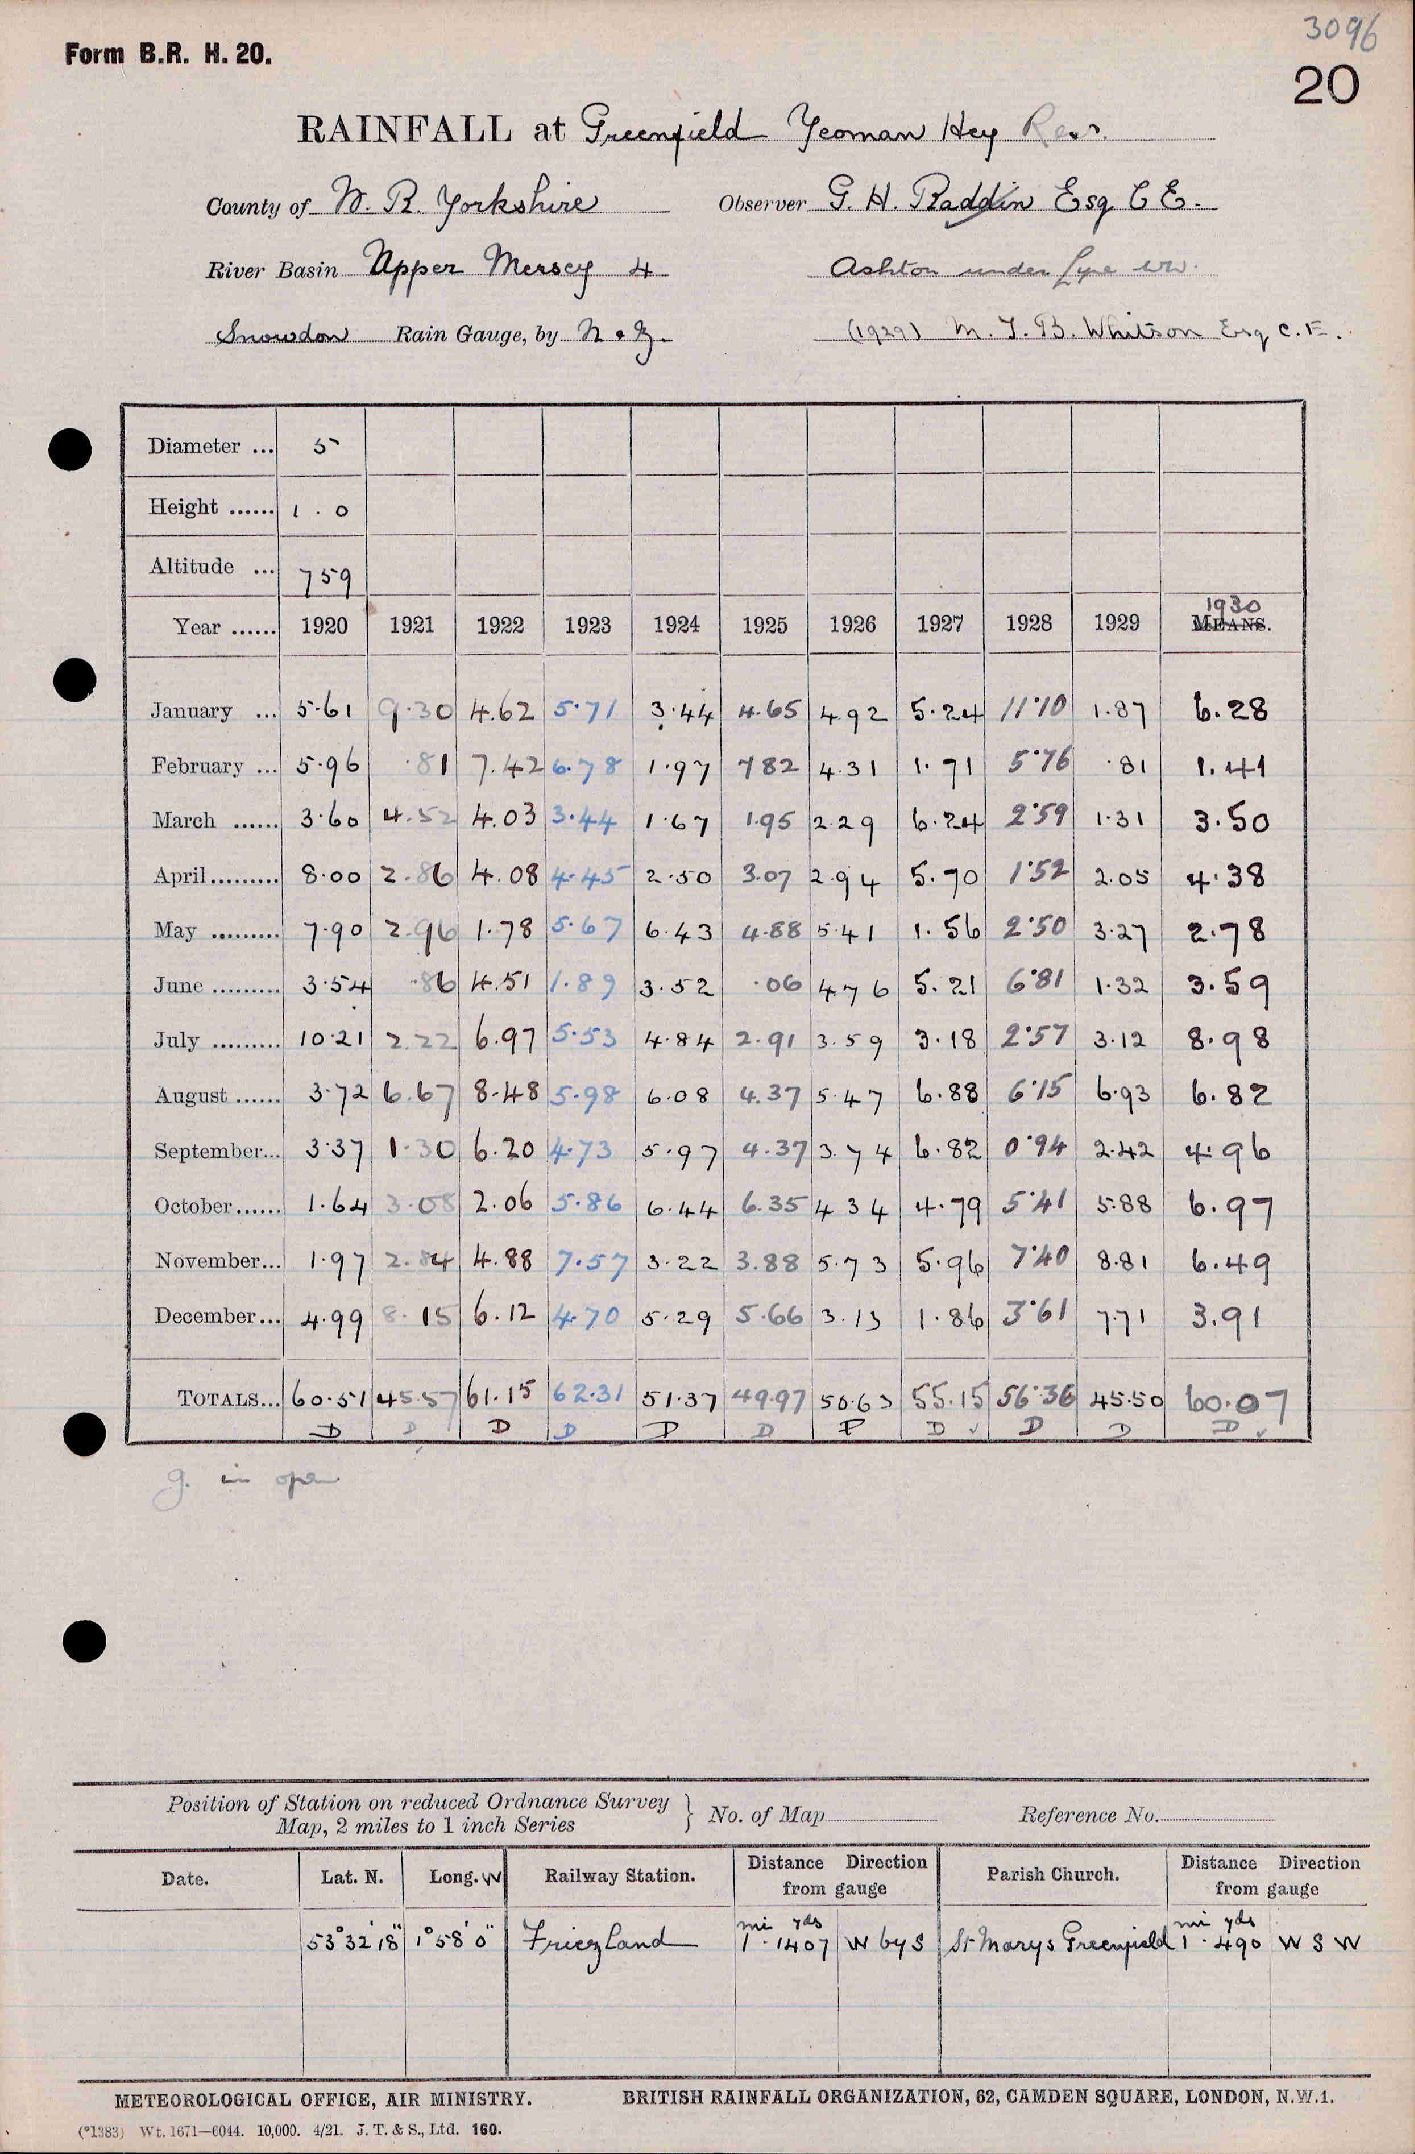 3096
Form B.R. H. 20.
20
RAINFALL at Greenfield Yeoman Hey Resr.
County of W. R. Yorkshire Observer G. H. Raddin Esq C E.
River Basin Upper Mersey 4 Ashton under Lyne ww.
Snowdon Rain Gauge, by N & Z. (1929) M. T. B. Whitson Esq C.E.
Diameter ... 5
Height ...... 1 . 0
Altitude ... 759
1930
Year ...... 1920 1921 1922 1923 1924 1925 1926 1927 1928 1929 MEANS.
January ... 5.61 9.30 4.62 5.71 3.44 4.65 4.92 5.24 11.10 1.87 6.28
February ... 5.96 .81 7.42 6.78 1.97 782 4.31 1.71 5.76 .81 1.41
March ...... 3.60 4.52 4.03 3.44 1.67 1.95 2.29 6.24 2.59 1.31 3.50
April......... 8.00 2.86 4.08 4.45 2.50 3.07 2.94 5.70 1.52 2.05 4.38
May ......... 7.90 2.96 1.78 5.67 6.43 4.88 5.41 1.56 2.50 3.27 2.78
June ......... 3.54 .86 4.51 1.89 3.52 .06 476 5.21 6.81 1.32 3.59
July ......... 10.21 2.22 6.97 5.53 4.84 2.91 3.59 3.18 2.57 3.12 8.98
August ...... 3.72 6.67 8.48 5.98 6.08 4.37 5.47 6.88 6.15 6.93 6.82
September... 3.37 1.30 6.20 4.73 5.97 4.37 3.74 6.82 0.94 2.42 4.96
October...... 1.64 3.08 2.06 5.86 6.44 6.35 434 4.79 5.41 5.88 6.97
November... 1.97 2.84 4.88 7.57 3.22 3.88 5.73 5.96 7.40 8.81 6.49
December... 4.99 8.15 6.12 4.70 5.29 5.66 3.13 1.86 3.61 7.71 3.91
TOTALS... 60.51 45.57 61.15 62.31 51.37 49.97 50.63 55.15 56.36 45.50 60.07
D D D D D D D D ✓ D D D ✓
g. in open
Position of Station on reduced Ordnance Survey } No. of Map Reference No.
Map, 2 miles to 1 inch Series
Date. Lat. N. Long. W Railway Station. Distance Direction Parish Church. Distance Direction
from gauge from gauge
mi yds mi yds
53° 32' 18" 1° 58' 0" Friezland 1 . 1407 W by S St Marys Greenfield 1 . 490 W S W
METEOROLOGICAL OFFICE, AIR MINISTRY. BRITISH RAINFALL ORGANIZATION, 62, CAMDEN SQUARE, LONDON, N.W.1.
(*1383) Wt. 1671—6044. 10,000. 4/21. J. T. & S., Ltd. 160.